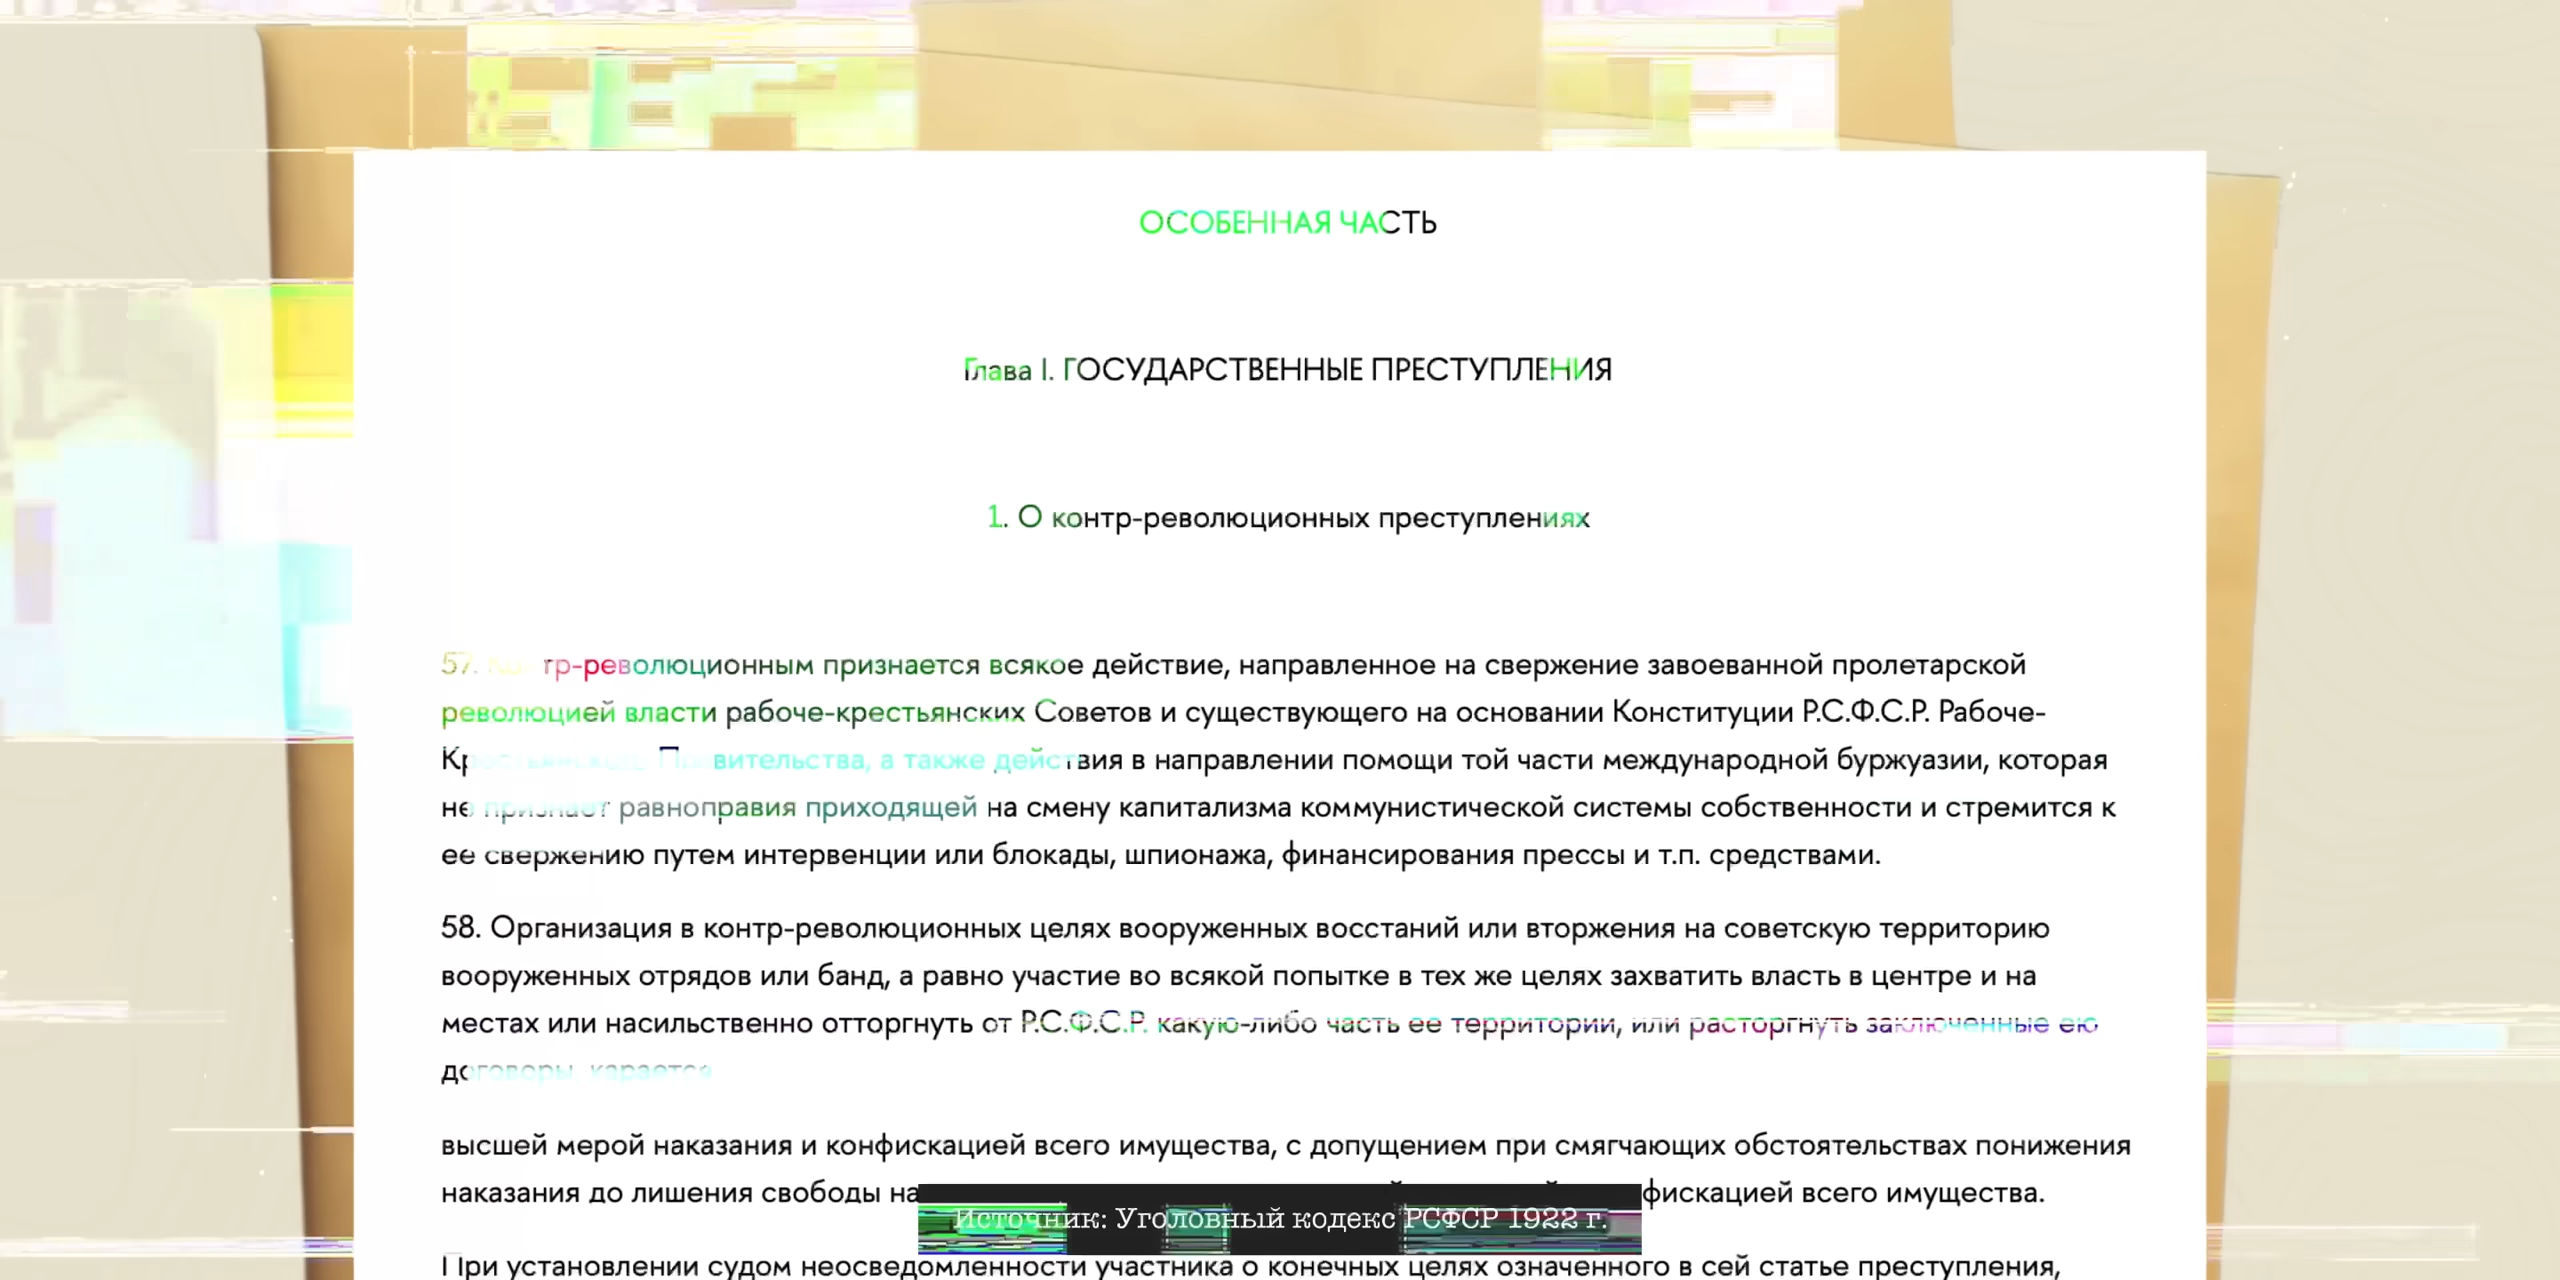 ОСОБЕННАЯ ЧАСТЬ
Глава I. ГОСУДАРСТВЕННЫЕ ПРЕСТУПЛЕНИЯ
1. О контр-революционных преступлениях
57. Контр-революционным признается всякое действие, направленное на свержение завоеванной пролетарской
революцией власти рабоче-крестьянских Советов и существующего на основании Конституции Р.С.Ф.С.Р. Рабоче-
Крестьянского Правительства, а также действия в направлении помощи той части международной буржуазии, которая
не признает равноправия приходящей на смену капитализма коммунистической системы собственности и стремится к
ее свержению путем интервенции или блокады, шпионажа, финансирования прессы и т.п. средствами.
58. Организация в контр-революционных целях вооруженных восстаний или вторжения на советскую территорию
вооруженных отрядов или банд, а равно участие во всякой попытке в тех же целях захватить власть в центре и на
местах или насильственно отторгнуть от Р.С.Ф.С.Р. какую-либо часть ее территории, или расторгнуть заключенные ею
договоры, карается
высшей мерой наказания и конфискацией всего имущества, с допущением при смягчающих обстоятельствах понижения
наказания до лишения свободы на фискацией всего имущества.
Источник: Уголовный кодекс РСФСР 1922 г.
При установлении судом неосведомленности участника о конечных целях означенного в сей статье преступления,